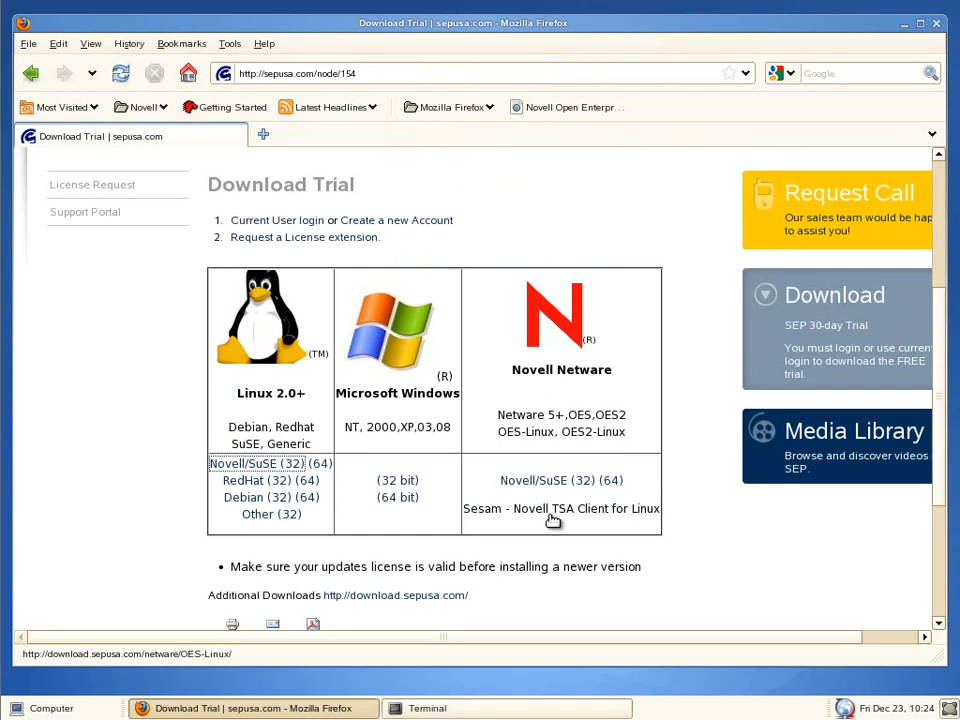 Download Trial | sepusa.com - Mozilla Firefox
File Edit View History Bookmarks Tools Help
http://sepusa.com/node/154
Google
Most Visited Novell Getting Started Latest Headlines Mozilla Firefox Novell Open Enterpr...
Download Trial | sepusa.com
License Request
Support Portal
Download Trial
1. Current User login or Create a new Account
2. Request a License extension.
(TM)
Linux 2.0+
Debian, Redhat
SuSE, Generic
Novell/SuSE (32) (64)
RedHat (32) (64)
Debian (32) (64)
Other (32)
(R)
Microsoft Windows
NT, 2000,XP,03,08
(32 bit)
(64 bit)
N
(R)
Novell Netware
Netware 5+,OES,OES2
OES-Linux, OES2-Linux
Novell/SuSE (32) (64)
Sesam - Novell TSA Client for Linux
• Make sure your updates license is valid before installing a newer version
Additional Downloads http://download.sepusa.com/
Request Call
Our sales team would be hap
to assist you!
Download
SEP 30-day Trial
You must login or use current
login to download the FREE
trial.
Media Library
Browse and discover videos
SEP.
http://download.sepusa.com/netware/OES-Linux/
Computer
Download Trial | sepusa.com - Mozilla Firefox
Terminal
Fri Dec 23, 10:24